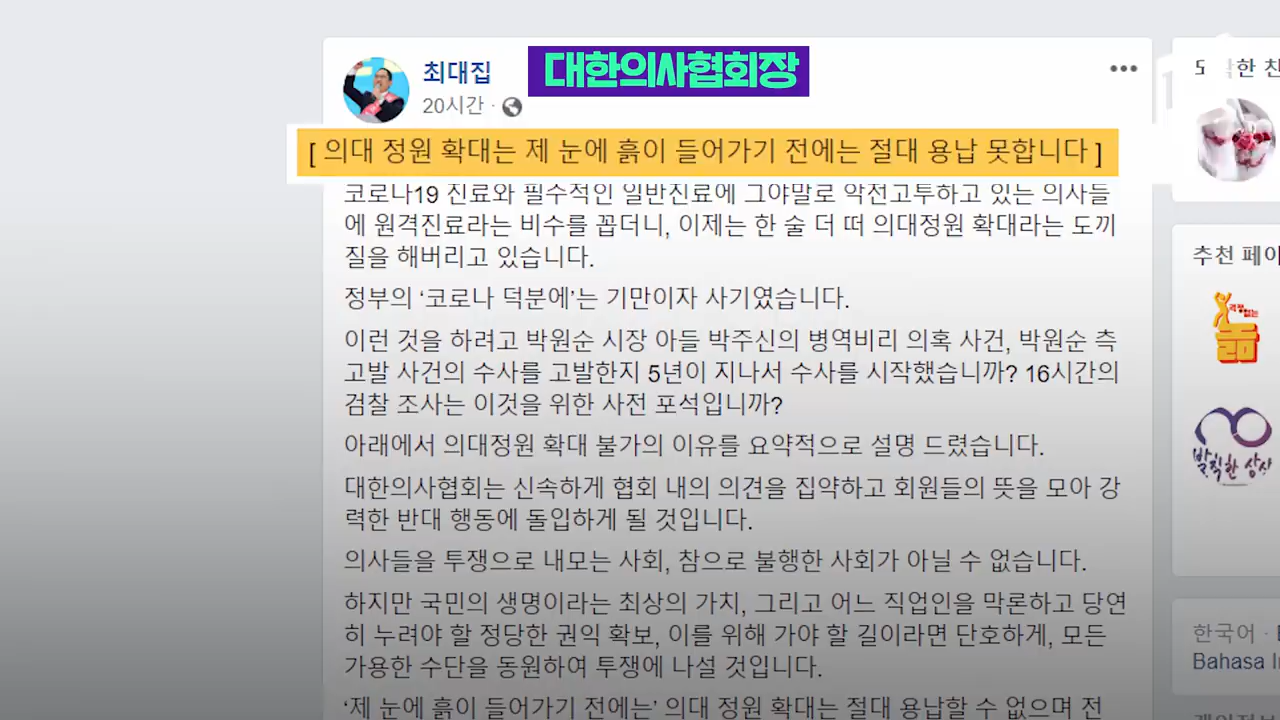 최대집
대한의사협회장
20시간 ·
[ 의대 정원 확대는 제 눈에 흙이 들어가기 전에는 절대 용납 못합니다 ]
코로나19 진료와 필수적인 일반진료에 그야말로 악전고투하고 있는 의사들
에 원격진료라는 비수를 꼽더니, 이제는 한 술 더 떠 의대정원 확대라는 도끼
질을 해버리고 있습니다.
정부의 ‘코로나 덕분에’는 기만이자 사기였습니다.
이런 것을 하려고 박원순 시장 아들 박주신의 병역비리 의혹 사건, 박원순 측
고발 사건의 수사를 고발한지 5년이 지나서 수사를 시작했습니까? 16시간의
검찰 조사는 이것을 위한 사전 포석입니까?
아래에서 의대정원 확대 불가의 이유를 요약적으로 설명 드렸습니다.
대한의사협회는 신속하게 협회 내의 의견을 집약하고 회원들의 뜻을 모아 강
력한 반대 행동에 돌입하게 될 것입니다.
의사들을 투쟁으로 내모는 사회, 참으로 불행한 사회가 아닐 수 없습니다.
하지만 국민의 생명이라는 최상의 가치, 그리고 어느 직업인을 막론하고 당연
히 누려야 할 정당한 권익 확보, 이를 위해 가야 할 길이라면 단호하게, 모든
가용한 수단을 동원하여 투쟁에 나설 것입니다.
‘제 눈에 흙이 들어가기 전에는’ 의대 정원 확대는 절대 용납할 수 없으며 전
추천 페이
발칙한 상상
한국어 ·
Bahasa